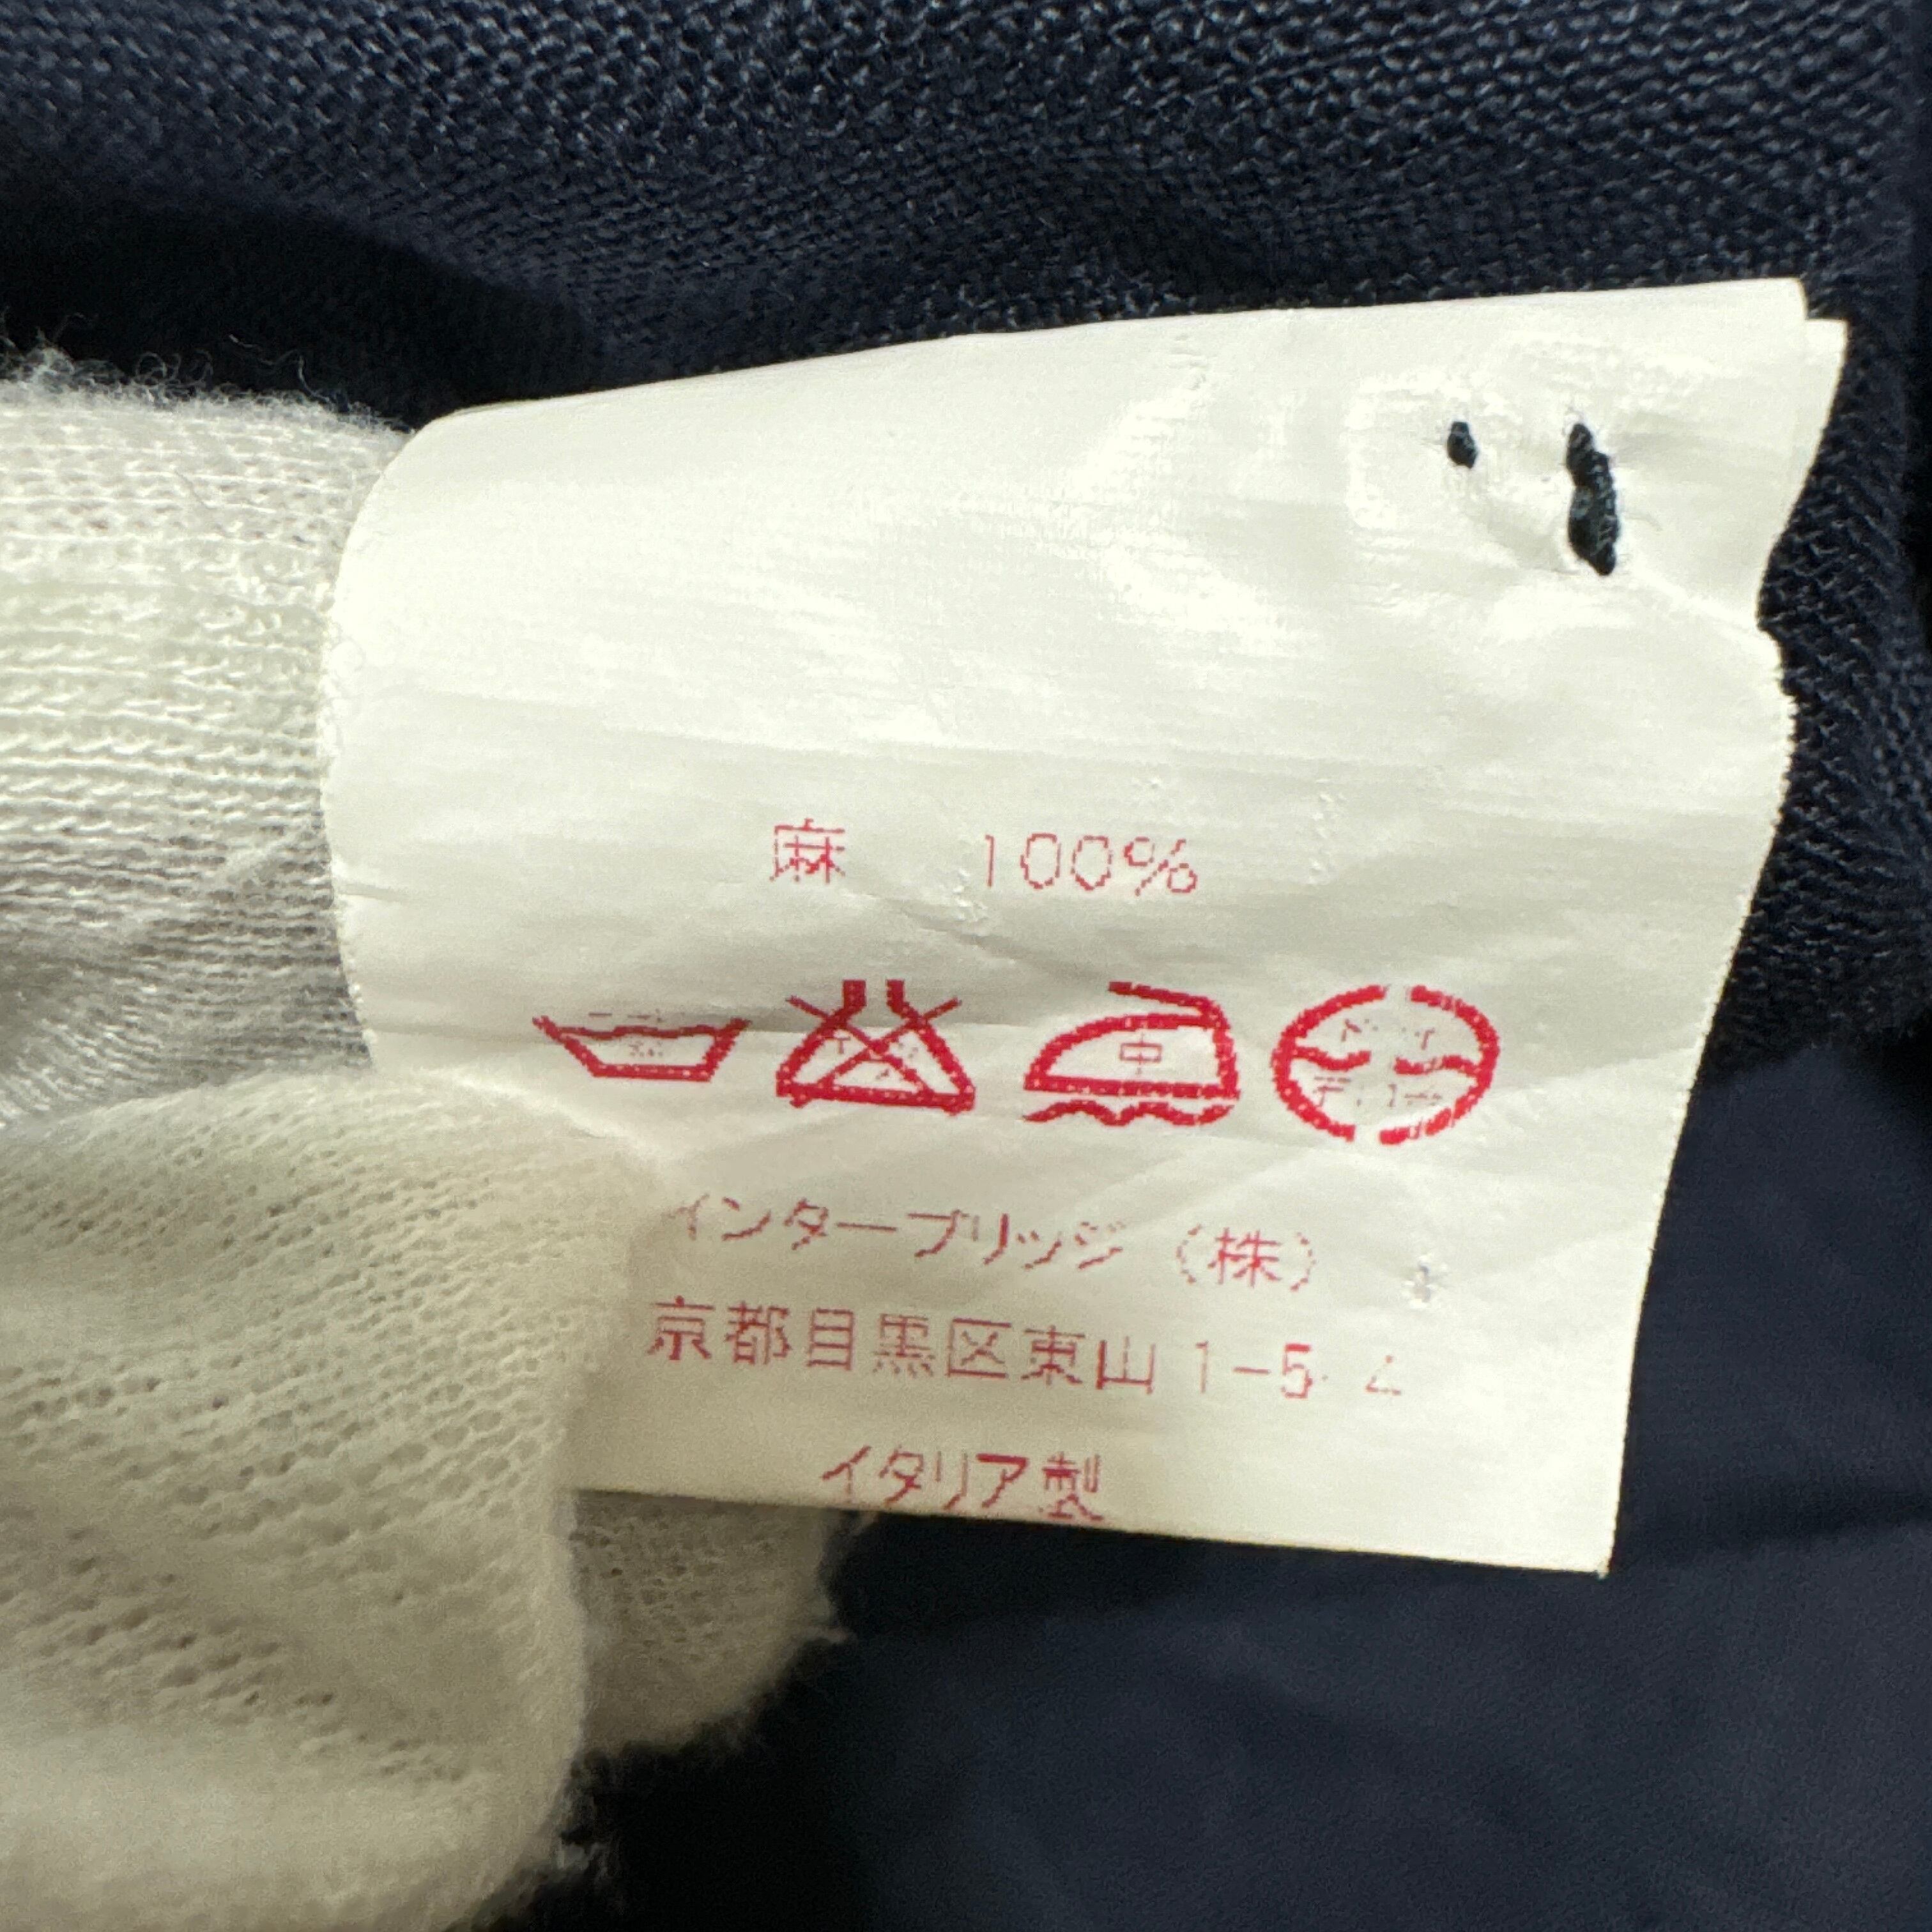 麻 100%
中
インターブリッジ（株）
京都目黒区東山1-5
イタリア製